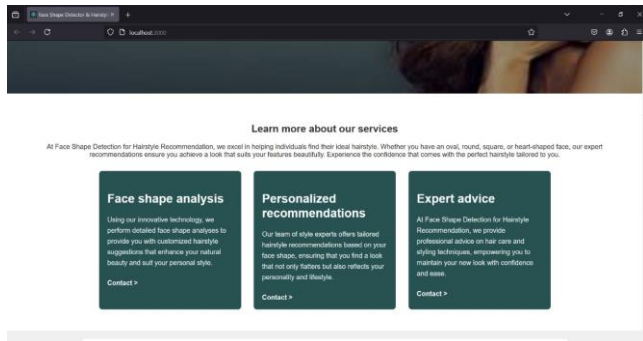 Face Shape Detector & Hairsty
localhost:3000
Learn more about our services
At Face Shape Detection for Hairstyle Recommendation, we excel in helping individuals find their ideal hairstyle. Whether you have an oval, round, square, or heart-shaped face, our expert
recommendations ensure you achieve a look that suits your features beautifully. Experience the confidence that comes with the perfect hairstyle tailored to you.
Face shape analysis
Using our innovative technology, we
perform detailed face shape analyses to
provide you with customized hairstyle
suggestions that enhance your natural
beauty and suit your personal style.
Contact >
Personalized
recommendations
Our team of style experts offers tailored
hairstyle recommendations based on your
face shape, ensuring that you find a look
that not only flatters but also reflects your
personality and lifestyle.
Contact >
Expert advice
At Face Shape Detection for Hairstyle
Recommendation, we provide
professional advice on hair care and
styling techniques, empowering you to
maintain your new look with confidence
and ease.
Contact >